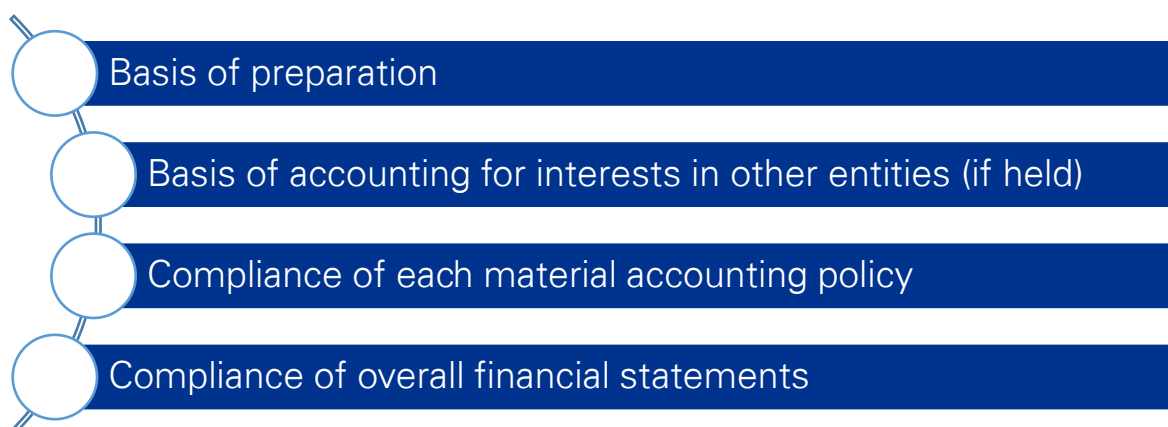 Basis of preparation
Basis of accounting for interests in other entities (if held)
Compliance of each material accounting policy
Compliance of overall financial statements